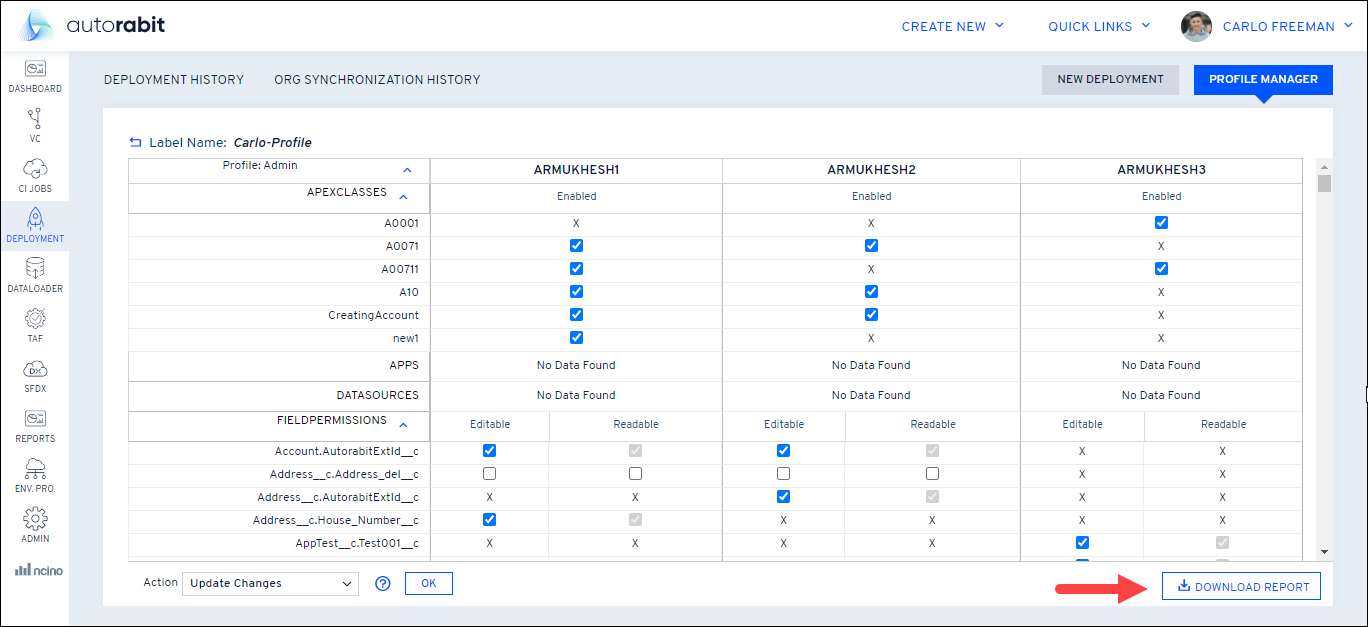 autorabit
CREATE NEW
QUICK LINKS
CARLO FREEMAN
DASHBOARD
VC
CI JOBS
DEPLOYMENT
DATALOADER
TAF
DX
SFDX
REPORTS
ENV. PRO.
ADMIN
ncino
DEPLOYMENT HISTORY ORG SYNCHRONIZATION HISTORY
NEW DEPLOYMENT
PROFILE MANAGER
Label Name: Carlo-Profile
Profile: Admin ARMUKHESH1 ARMUKHESH2 ARMUKHESH3
APEXCLASSES Enabled Enabled Enabled
A0001 X X
A0071 X
A00711 X
A10 X
CreatingAccount X
new1 X X
APPS No Data Found No Data Found No Data Found
DATASOURCES No Data Found No Data Found No Data Found
FIELDPERMISSIONS Editable Readable Editable Readable Editable Readable
Account.AutorabitExtId__c X X
Address__c.Address_del__c X X
Address__c.AutorabitExtId__c X X X X
Address__c.House_Number__c X X X X
AppTest__c.Test001__c X X X X
Action Update Changes ? OK
DOWNLOAD REPORT